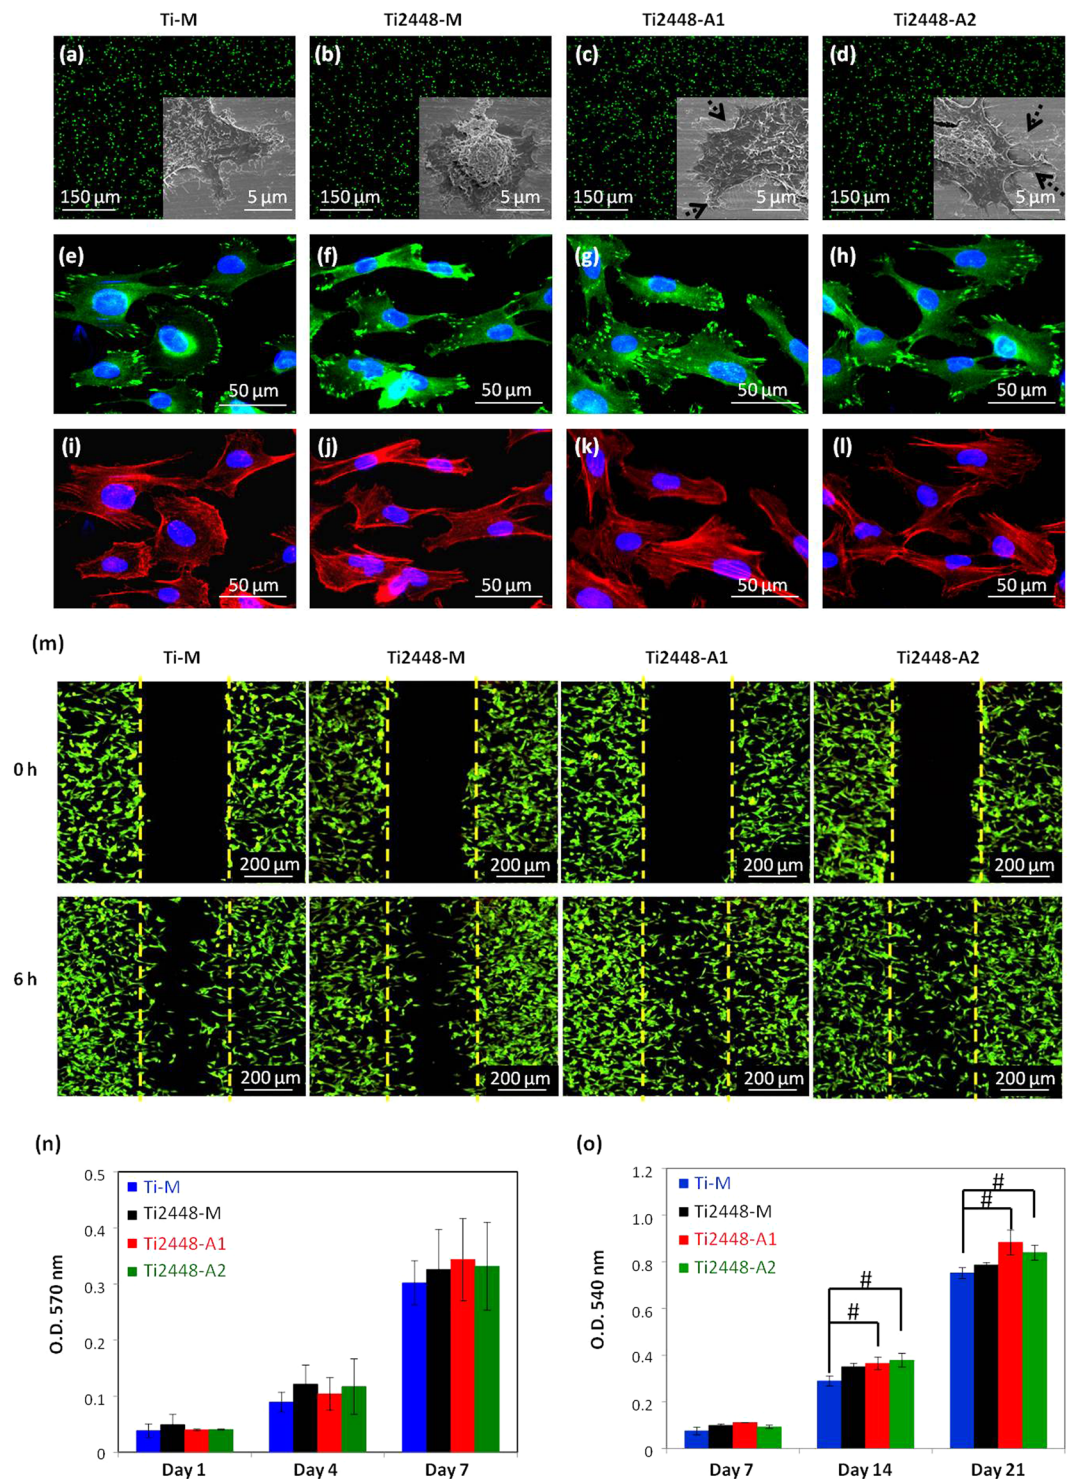 Ti-M Ti2448-M Ti2448-A1 Ti2448-A2
(a) (b) (c) (d)
150 µm 5 µm 150 µm 5 µm 150 µm 5 µm 150 µm 5 µm
(e) (f) (g) (h)
50 µm 50 µm 50 µm 50 µm
(i) (j) (k) (l)
50 µm 50 µm 50 µm 50 µm
(m)
Ti-M Ti2448-M Ti2448-A1 Ti2448-A2
0 h
200 µm 200 µm 200 µm 200 µm
6 h
200 µm 200 µm 200 µm 200 µm
(n)
O.D. 570 nm
0.5
0.4
0.3
0.2
0.1
0
Ti-M
Ti2448-M
Ti2448-A1
Ti2448-A2
Day 1 Day 4 Day 7
(o)
O.D. 540 nm
1.2
1.0
0.8
0.6
0.4
0.2
0
Ti-M
Ti2448-M
Ti2448-A1
Ti2448-A2
#
#
#
#
Day 7 Day 14 Day 21